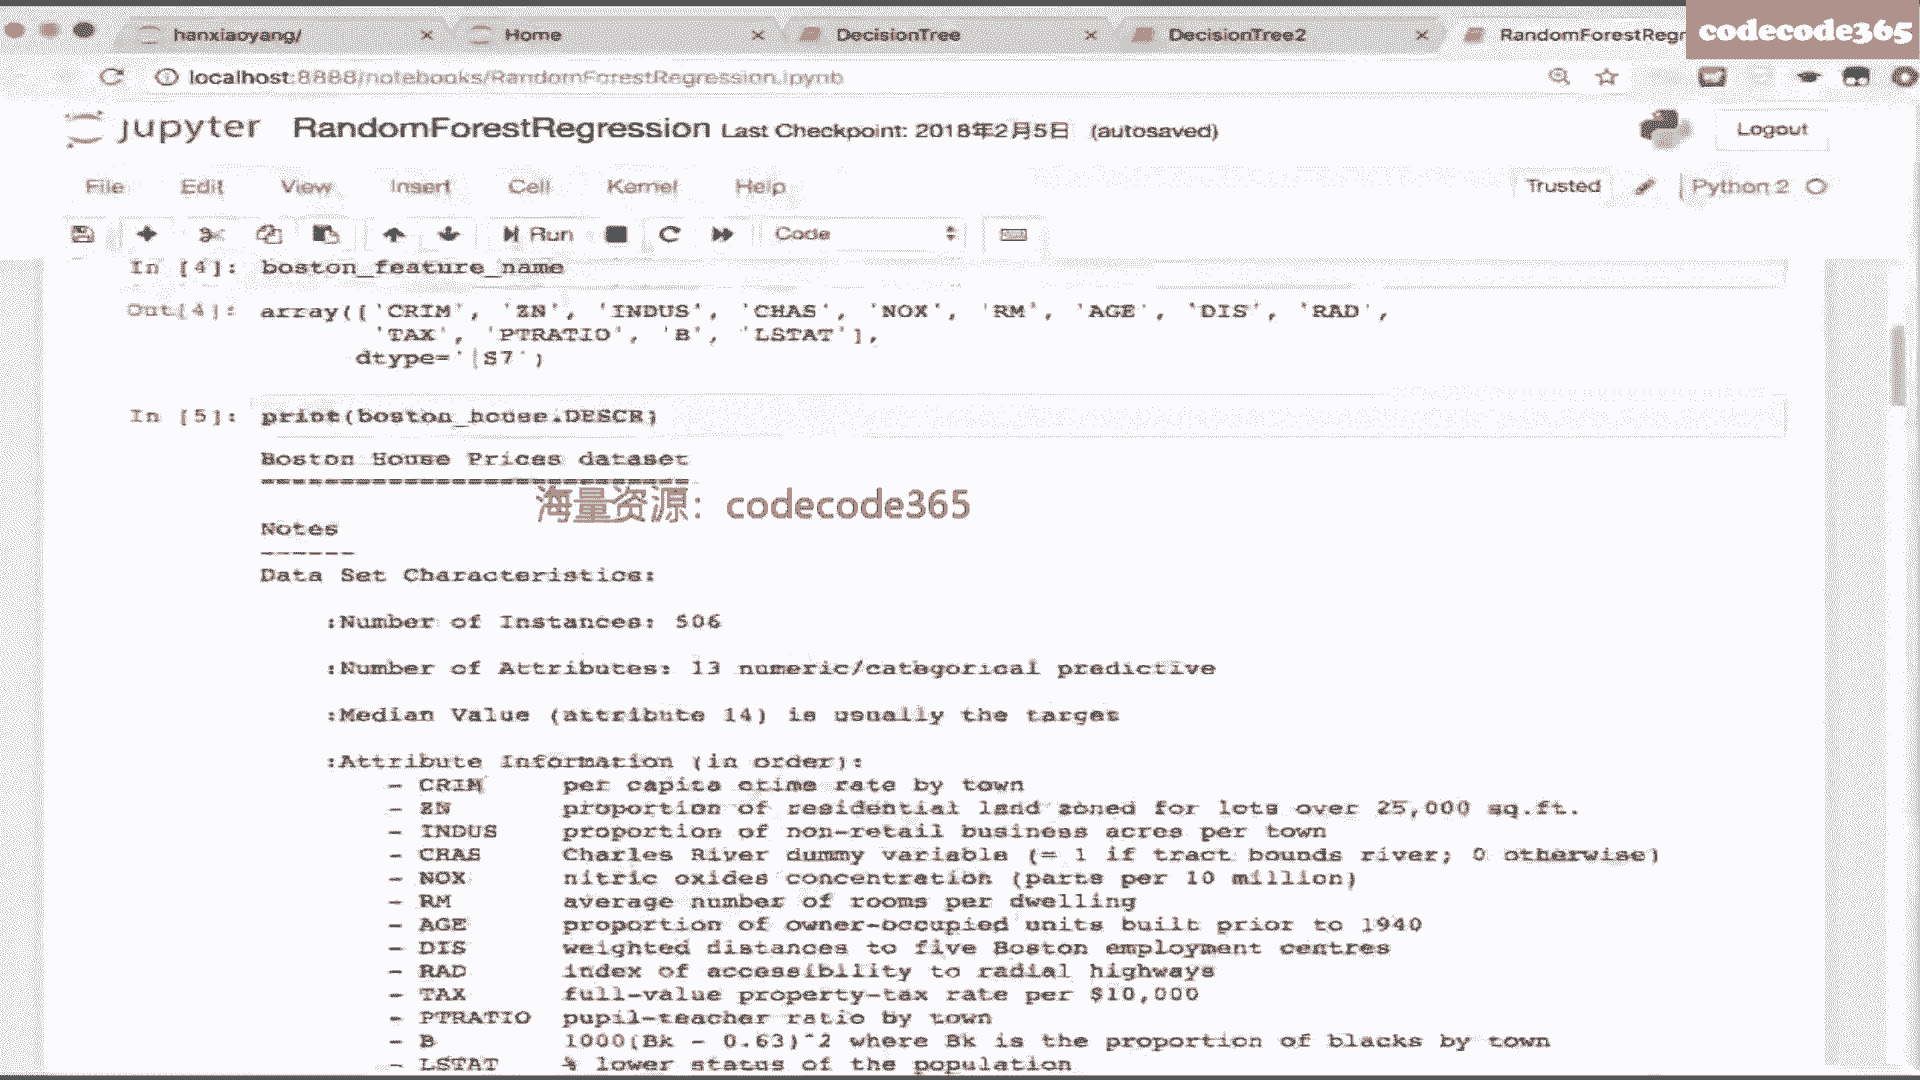 hanxiaoyang/ Home DecisionTree DecisionTree2 RandomForestRegr codecode365
localhost:8888/notebooks/RandomForestRegression.ipynb
jupyter RandomForestRegression Last Checkpoint: 2018年2月5日 (autosaved) Logout
File Edit View Insert Cell Kernel Help Trusted Python 2
Run Code
In [4]: boston_feature_name
Out[4]: array(['CRIM', 'ZN', 'INDUS', 'CHAS', 'NOX', 'RM', 'AGE', 'DIS', 'RAD',
'TAX', 'PTRATIO', 'B', 'LSTAT'],
dtype='|S7')
In [5]: print(boston_house.DESCR)
Boston House Prices dataset
===========================
海量资源：codecode365
Notes
------
Data Set Characteristics:
:Number of Instances: 506
:Number of Attributes: 13 numeric/categorical predictive
:Median Value (attribute 14) is usually the target
:Attribute Information (in order):
- CRIM per capita crime rate by town
- ZN proportion of residential land zoned for lots over 25,000 sq.ft.
- INDUS proportion of non-retail business acres per town
- CHAS Charles River dummy variable (= 1 if tract bounds river; 0 otherwise)
- NOX nitric oxides concentration (parts per 10 million)
- RM average number of rooms per dwelling
- AGE proportion of owner-occupied units built prior to 1940
- DIS weighted distances to five Boston employment centres
- RAD index of accessibility to radial highways
- TAX full-value property-tax rate per $10,000
- PTRATIO pupil-teacher ratio by town
- B 1000(Bk - 0.63)^2 where Bk is the proportion of blacks by town
- LSTAT % lower status of the population